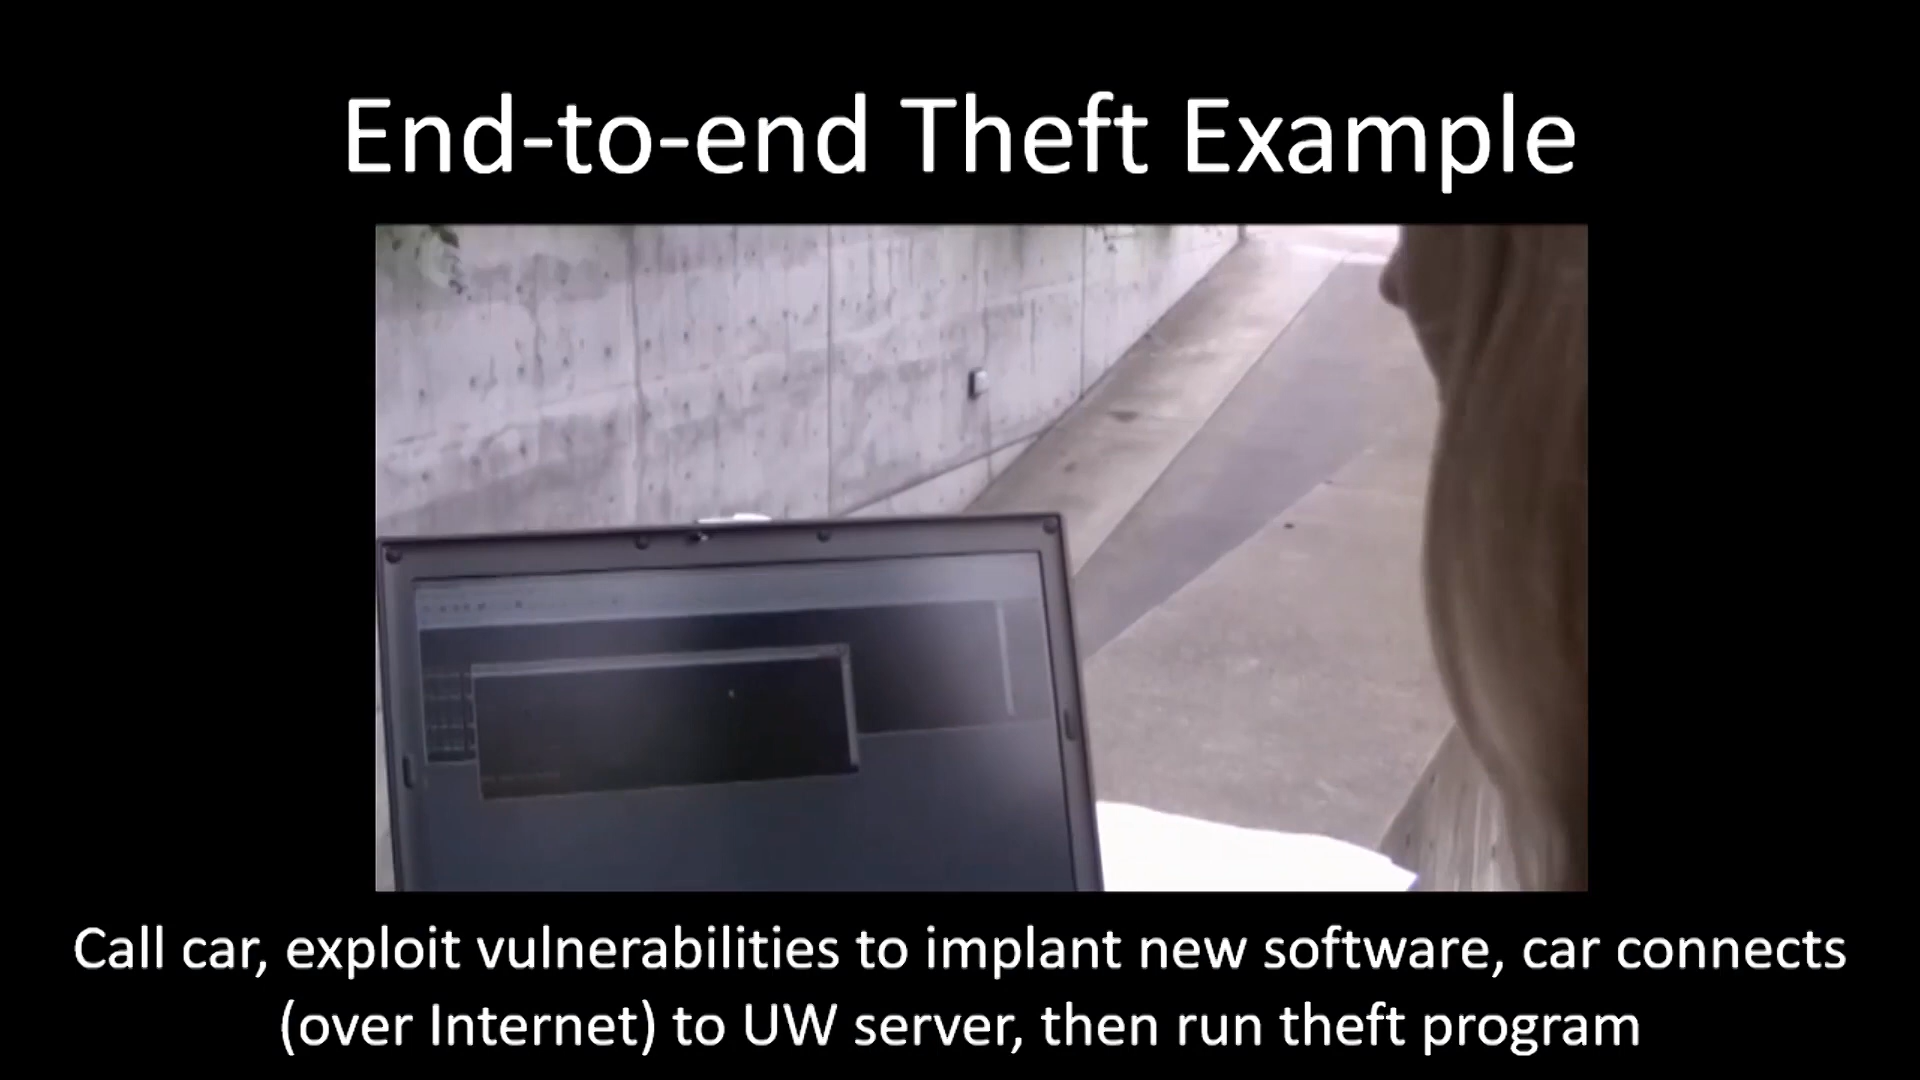 End-to-end Theft Example
Call car, exploit vulnerabilities to implant new software, car connects
(over Internet) to UW server, then run theft program